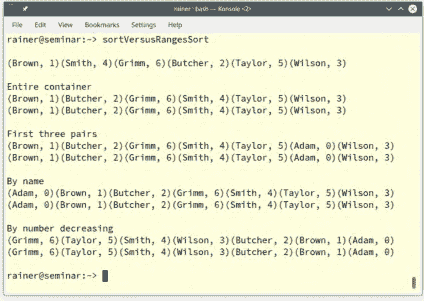 rainer : bash — Konsole <2>
File Edit View Bookmarks Settings Help
rainer@seminar:~> sortVersusRangesSort
(Brown, 1)(Smith, 4)(Grimm, 6)(Butcher, 2)(Taylor, 5)(Wilson, 3)
Entire container
(Brown, 1)(Butcher, 2)(Grimm, 6)(Smith, 4)(Taylor, 5)(Wilson, 3)
(Brown, 1)(Butcher, 2)(Grimm, 6)(Smith, 4)(Taylor, 5)(Wilson, 3)
First three pairs
(Brown, 1)(Butcher, 2)(Grimm, 6)(Smith, 4)(Taylor, 5)(Adam, 0)(Wilson, 3)
(Brown, 1)(Butcher, 2)(Grimm, 6)(Smith, 4)(Taylor, 5)(Adam, 0)(Wilson, 3)
By name
(Adam, 0)(Brown, 1)(Butcher, 2)(Grimm, 6)(Smith, 4)(Taylor, 5)(Wilson, 3)
(Adam, 0)(Brown, 1)(Butcher, 2)(Grimm, 6)(Smith, 4)(Taylor, 5)(Wilson, 3)
By number decreasing
(Grimm, 6)(Taylor, 5)(Smith, 4)(Wilson, 3)(Butcher, 2)(Brown, 1)(Adam, 0)
(Grimm, 6)(Taylor, 5)(Smith, 4)(Wilson, 3)(Butcher, 2)(Brown, 1)(Adam, 0)
rainer@seminar:~>